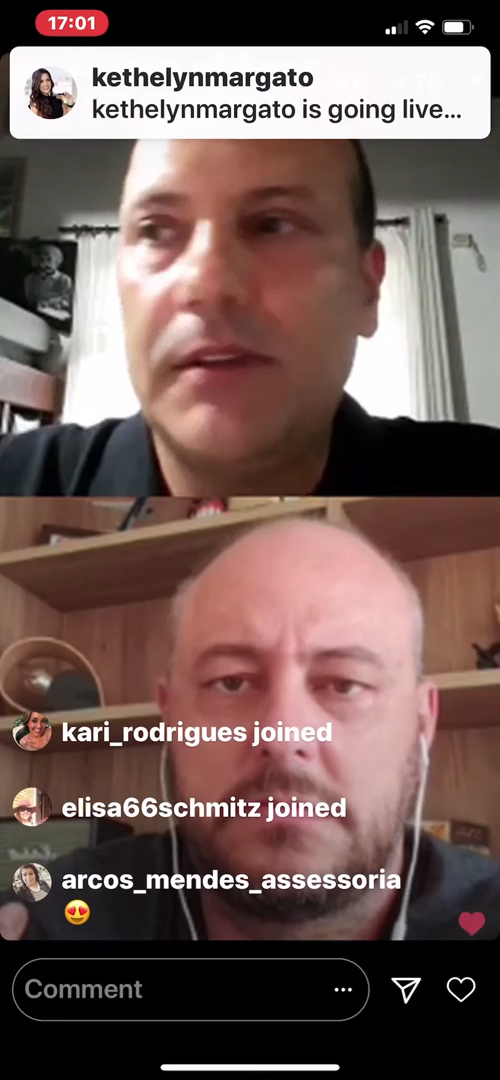 17:01
kethelynmargato
kethelynmargato is going live...
kari_rodrigues joined
elisa66schmitz joined
arcos_mendes_assessoria
😍
Comment